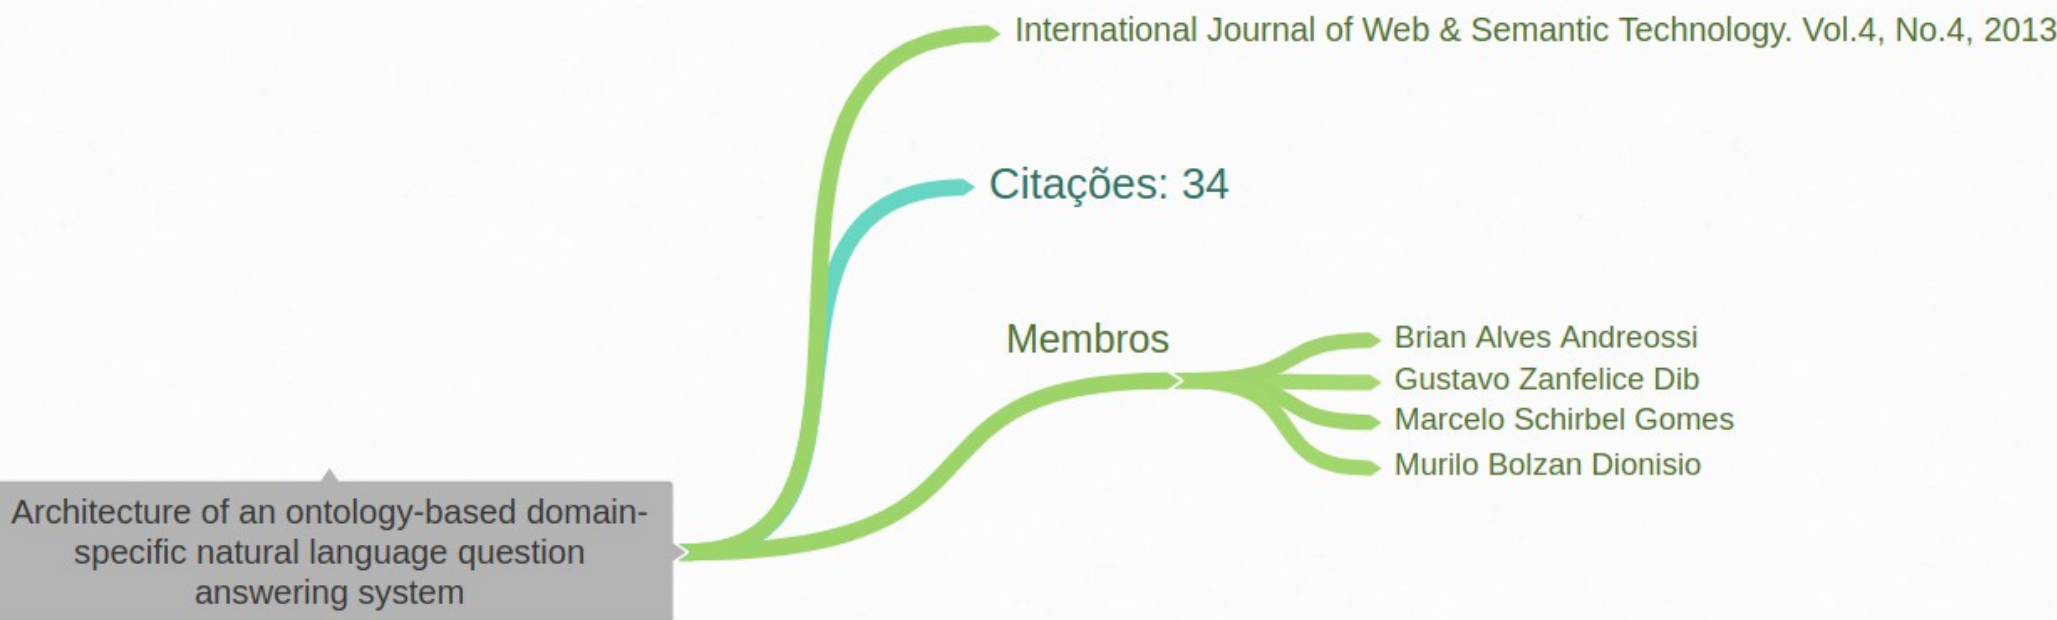 International Journal of Web & Semantic Technology. Vol.4, No.4, 2013
Citações: 34
Membros
Brian Alves Andreossi
Gustavo Zanfelice Dib
Marcelo Schirbel Gomes
Murilo Bolzan Dionisio
Architecture of an ontology-based domain-
specific natural language question
answering system